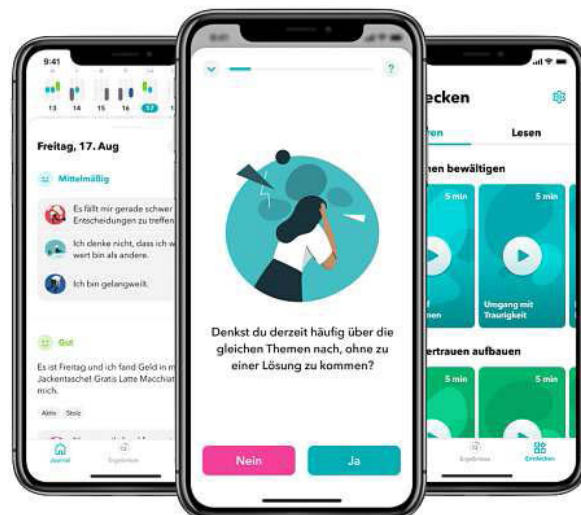 9:41
13 14 15 16 17
Freitag, 17. Aug
Mittelmäßig
Es fällt mir gerade schwer
Entscheidungen zu treffen
Ich denke nicht, dass ich w
wert bin als andere.
Ich bin gelangweilt.
Gut
Es ist Freitag und ich fand Geld in m
Jackentasche! Gratis Latte Macchiat
mich.
Aktiv Stolz
Journal
Ergebnisse
?
Denkst du derzeit häufig über die
gleichen Themen nach, ohne zu
einer Lösung zu kommen?
Nein
Ja
ecken
Lesen
nen bewältigen
5 min
Umgang mit
Traurigkeit
ertrauen aufbauen
5 min
5 min
Ergebnisse
Entdecken